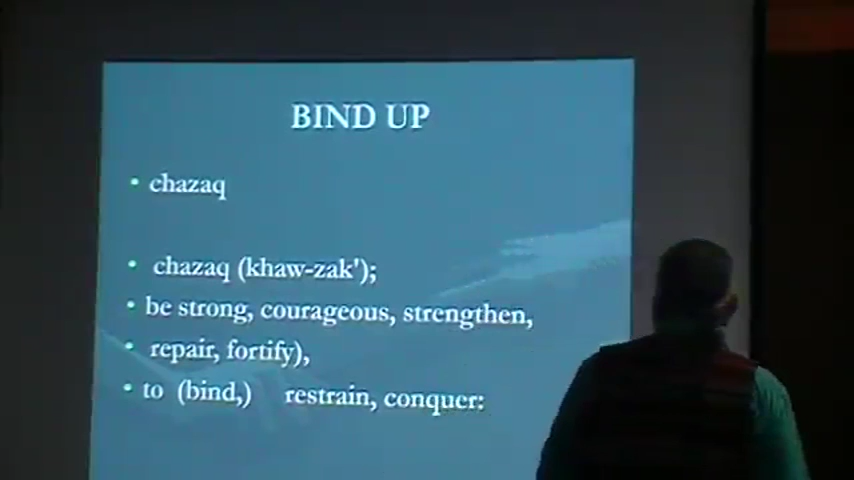 BIND UP
• chazaq
• chazaq (khaw-zak');
• be strong, courageous, strengthen,
• repair, fortify),
• to (bind,) restrain, conquer: